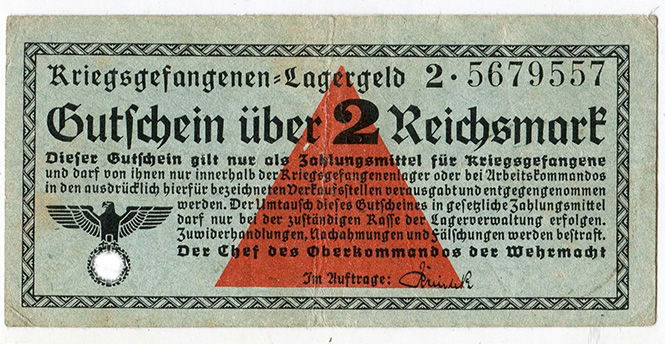 Kriegsgefangenen=Lagergeld 2·5679557
Gutschein über 2 Reichsmark
Dieser Gutschein gilt nur als Zahlungsmittel für Kriegsgefangene
und darf von ihnen nur innerhalb der Kriegsgefangenenlager oder bei Arbeitskommandos
in den ausdrücklich hierfür bezeichneten Verkaufsstellen verausgabt und entgegengenommen
werden. Der Umtausch dieses Gutscheines in gesetzliche Zahlungsmittel
darf nur bei der zuständigen Kasse der Lagerverwaltung erfolgen.
Zuwiderhandlungen, Nachahmungen und Fälschungen werden bestraft.
Der Chef des Oberkommandos der Wehrmacht
Im Auftrage: